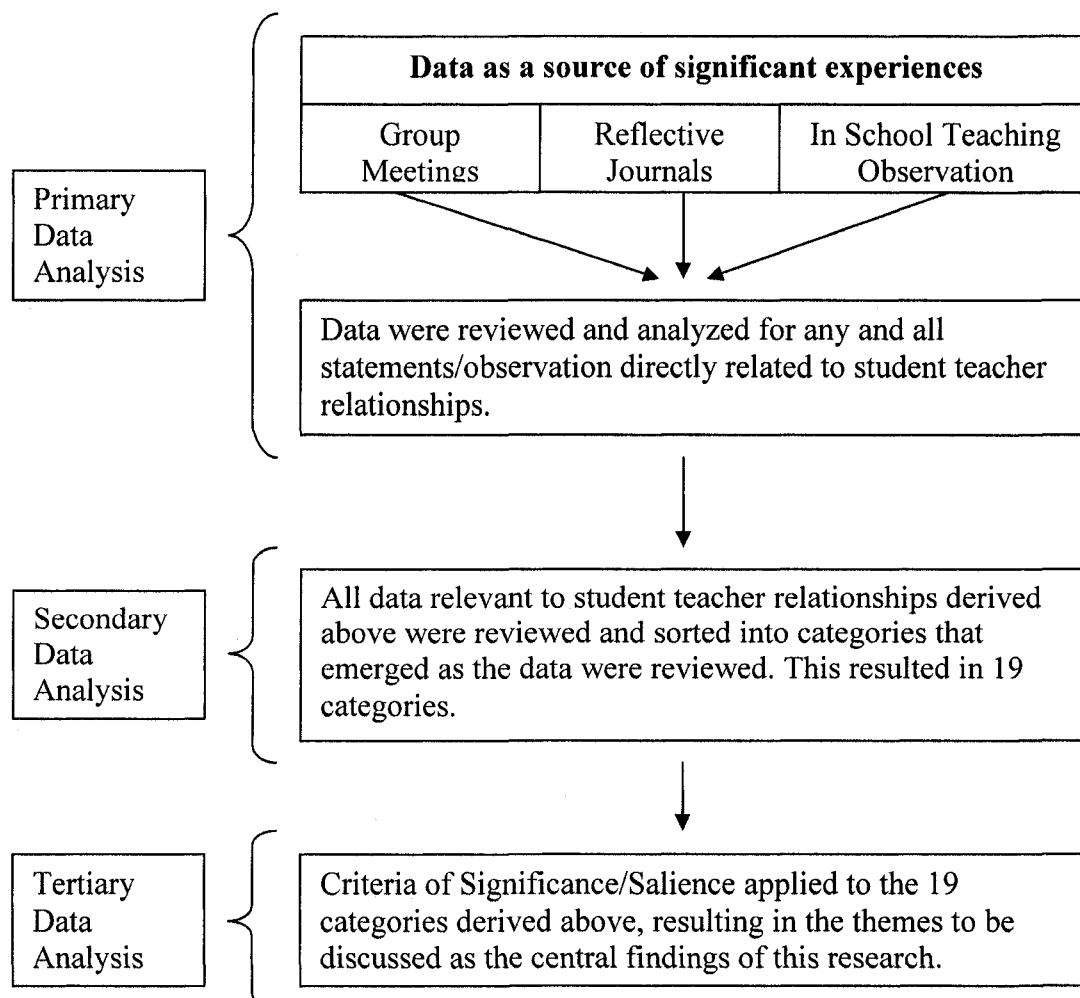 Data as a source of significant experiences
Group
Meetings
Reflective
Journals
In School Teaching
Observation
Primary
Data
Analysis
Data were reviewed and analyzed for any and all
statements/observation directly related to student teacher
relationships.
Secondary
Data
Analysis
All data relevant to student teacher relationships derived
above were reviewed and sorted into categories that
emerged as the data were reviewed. This resulted in 19
categories.
Tertiary
Data
Analysis
Criteria of Significance/Salience applied to the 19
categories derived above, resulting in the themes to be
discussed as the central findings of this research.